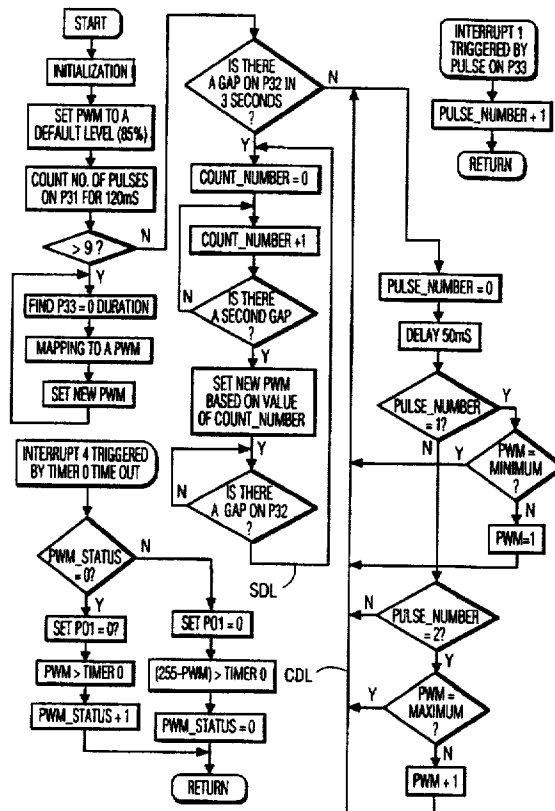 START
INITIALIZATION
SET PWM TO A
DEFAULT LEVEL (85%)
COUNT NO. OF PULSES
ON P31 FOR 120mS
> 9 ?
N
Y
FIND P33 = 0 DURATION
MAPPING TO A PWM
SET NEW PWM
IS THERE
A GAP ON P32 IN
3 SECONDS
?
N
Y
COUNT_NUMBER = 0
COUNT_NUMBER +1
IS THERE
A SECOND GAP
?
N
Y
SET NEW PWM
BASED ON VALUE
OF COUNT_NUMBER
Y
IS THERE
A GAP ON P32
?
N
SDL
INTERRUPT 1
TRIGGERED BY
PULSE ON P33
PULSE_NUMBER + 1
RETURN
PULSE_NUMBER = 0
DELAY 50mS
PULSE_NUMBER
= 1?
Y
N
PWM =
MINIMUM
?
Y
N
PWM=1
PULSE_NUMBER
= 2?
N
Y
CDL
PWM =
MAXIMUM
?
Y
N
PWM + 1
INTERRUPT 4 TRIGGERED
BY TIMER 0 TIME OUT
PWM_STATUS
= 0?
N
Y
SET PO1 = 0?
PWM > TIMER 0
PWM_STATUS + 1
SET PO1 = 0
(255-PWM) > TIMER 0
PWM_STATUS = 0
RETURN